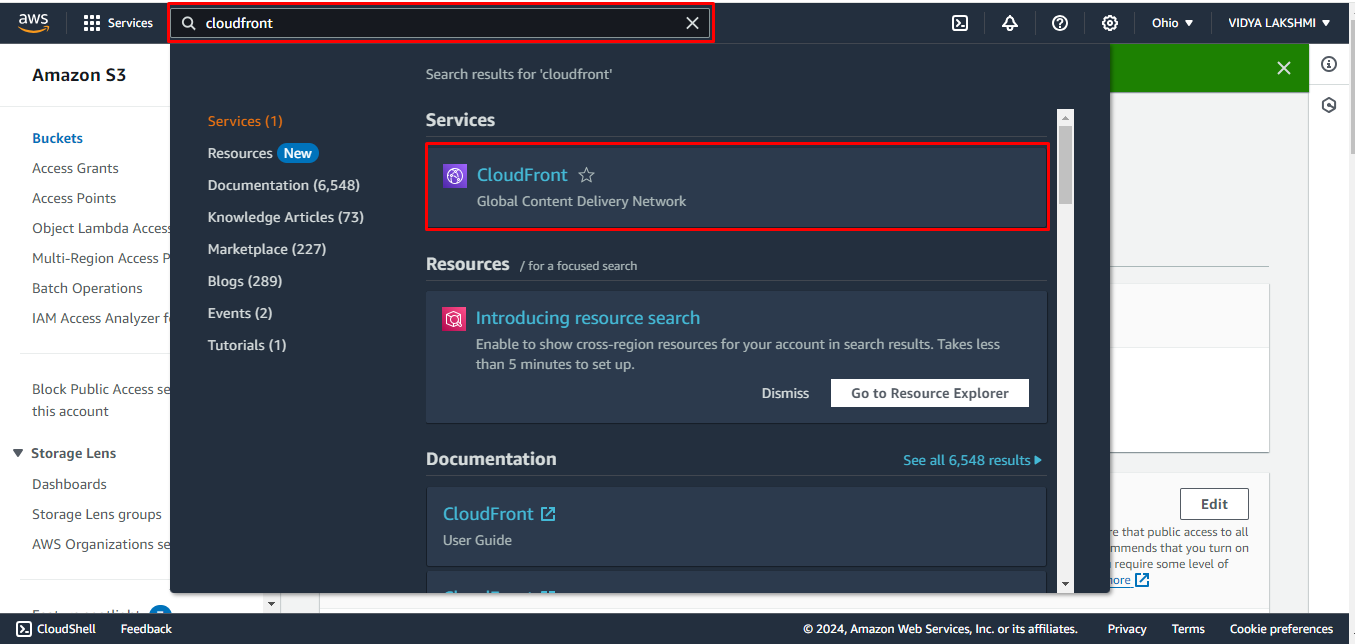 aws
Services
cloudfront
Ohio ▼
VIDYA LAKSHMI ▼
Amazon S3
Buckets
Access Grants
Access Points
Object Lambda Access
Multi-Region Access P
Batch Operations
IAM Access Analyzer fo
Block Public Access se
this account
▼ Storage Lens
Dashboards
Storage Lens groups
AWS Organizations se
Search results for 'cloudfront'
Services (1)
Resources New
Documentation (6,548)
Knowledge Articles (73)
Marketplace (227)
Blogs (289)
Events (2)
Tutorials (1)
Services
CloudFront
Global Content Delivery Network
Resources / for a focused search
Introducing resource search
Enable to show cross-region resources for your account in search results. Takes less
than 5 minutes to set up.
Dismiss
Go to Resource Explorer
Documentation
See all 6,548 results
CloudFront
User Guide
Edit
re that public access to all
mmends that you turn on
require some level of
more
CloudShell
Feedback
© 2024, Amazon Web Services, Inc. or its affiliates.
Privacy
Terms
Cookie preferences